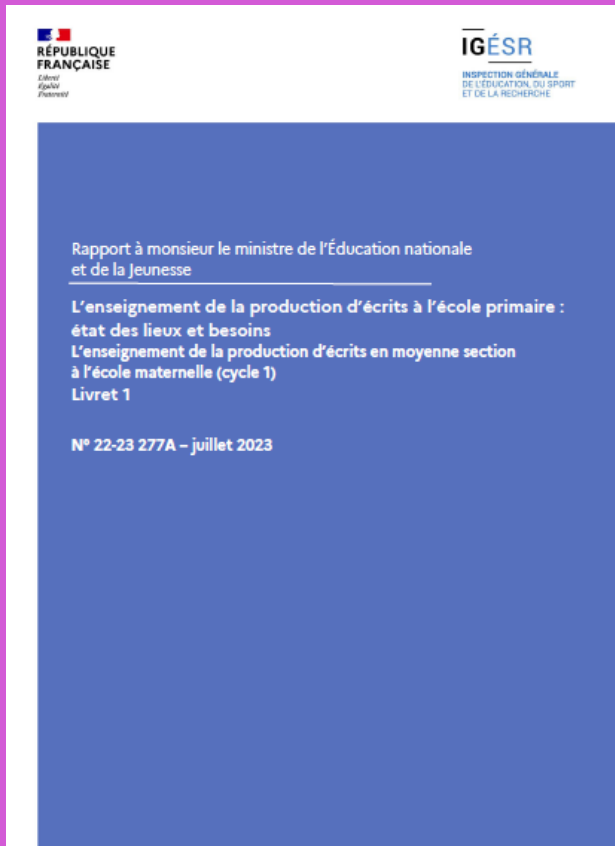 RÉPUBLIQUE
FRANÇAISE
Liberté
Égalité
Fraternité
IGÉSR
INSPECTION GÉNÉRALE
DE L'ÉDUCATION, DU SPORT
ET DE LA RECHERCHE
Rapport à monsieur le ministre de l'Éducation nationale
et de la Jeunesse
L'enseignement de la production d'écrits à l'école primaire :
état des lieux et besoins
L'enseignement de la production d'écrits en moyenne section
à l'école maternelle (cycle 1)
Livret 1
Nº 22-23 277A – juillet 2023